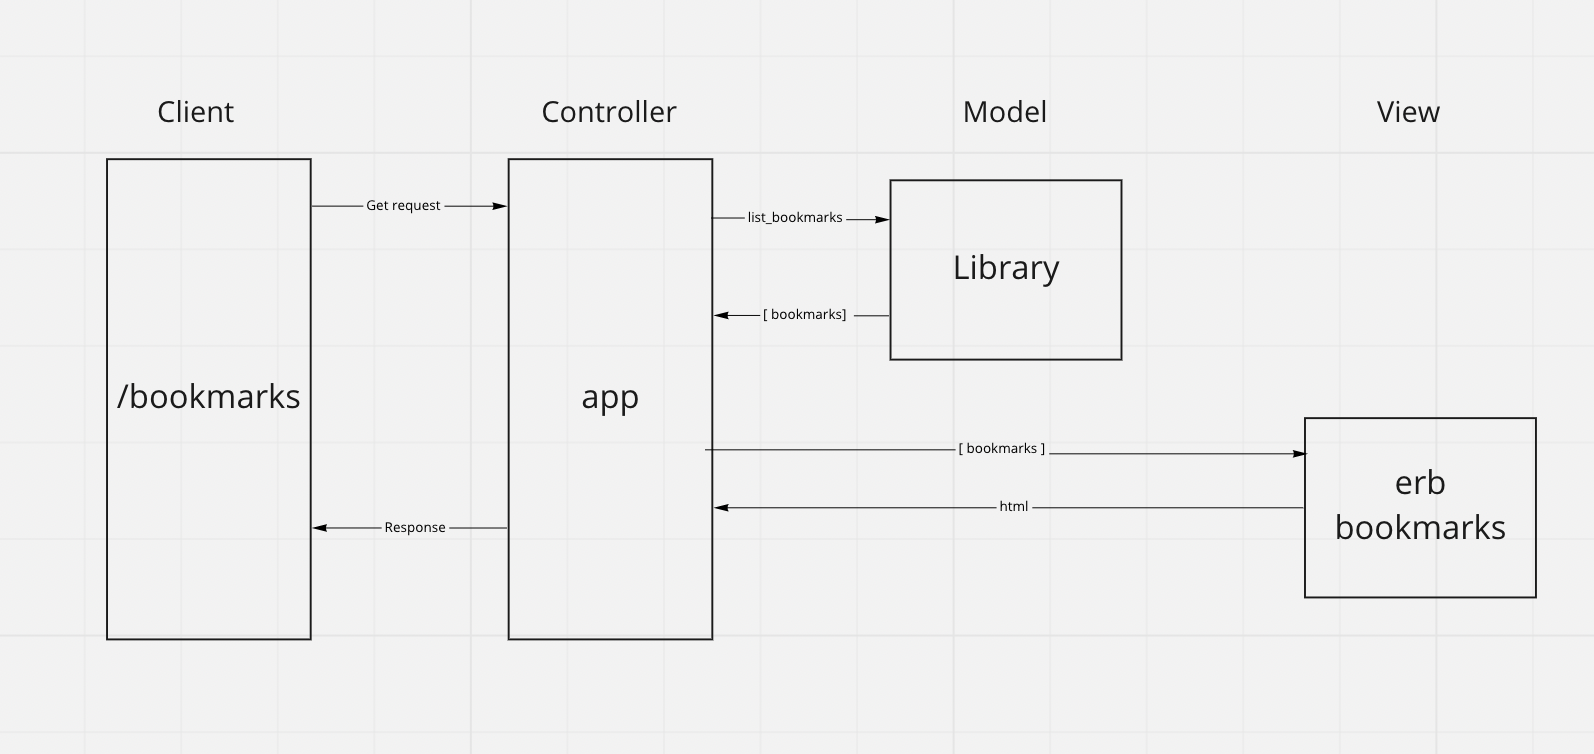 Client
Controller
Model
View
Get request
list_bookmarks
Library
[ bookmarks]
/bookmarks
app
[ bookmarks ]
erb
bookmarks
html
Response